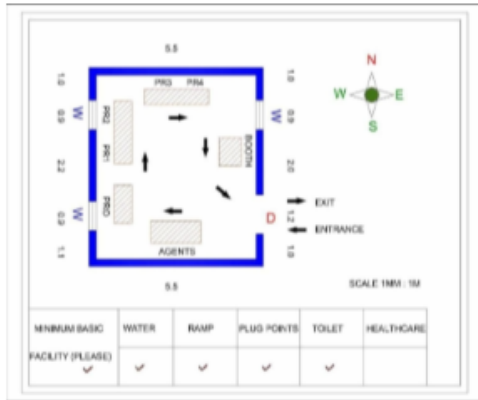 5.5
N
W E
S
1.0
0.9
2.2
0.9
1.1
W
W
PR3 PR4
PR2
PR1
PRO
BOOTH
AGENTS
W
1.0
0.9
2.0
1.2
1.0
D
EXIT
ENTRANCE
5.5
SCALE 1MM : 1M
MINIMUM BASIC WATER RAMP PLUG POINTS TOILET HEALTHCARE
FACILITY (PLEASE)